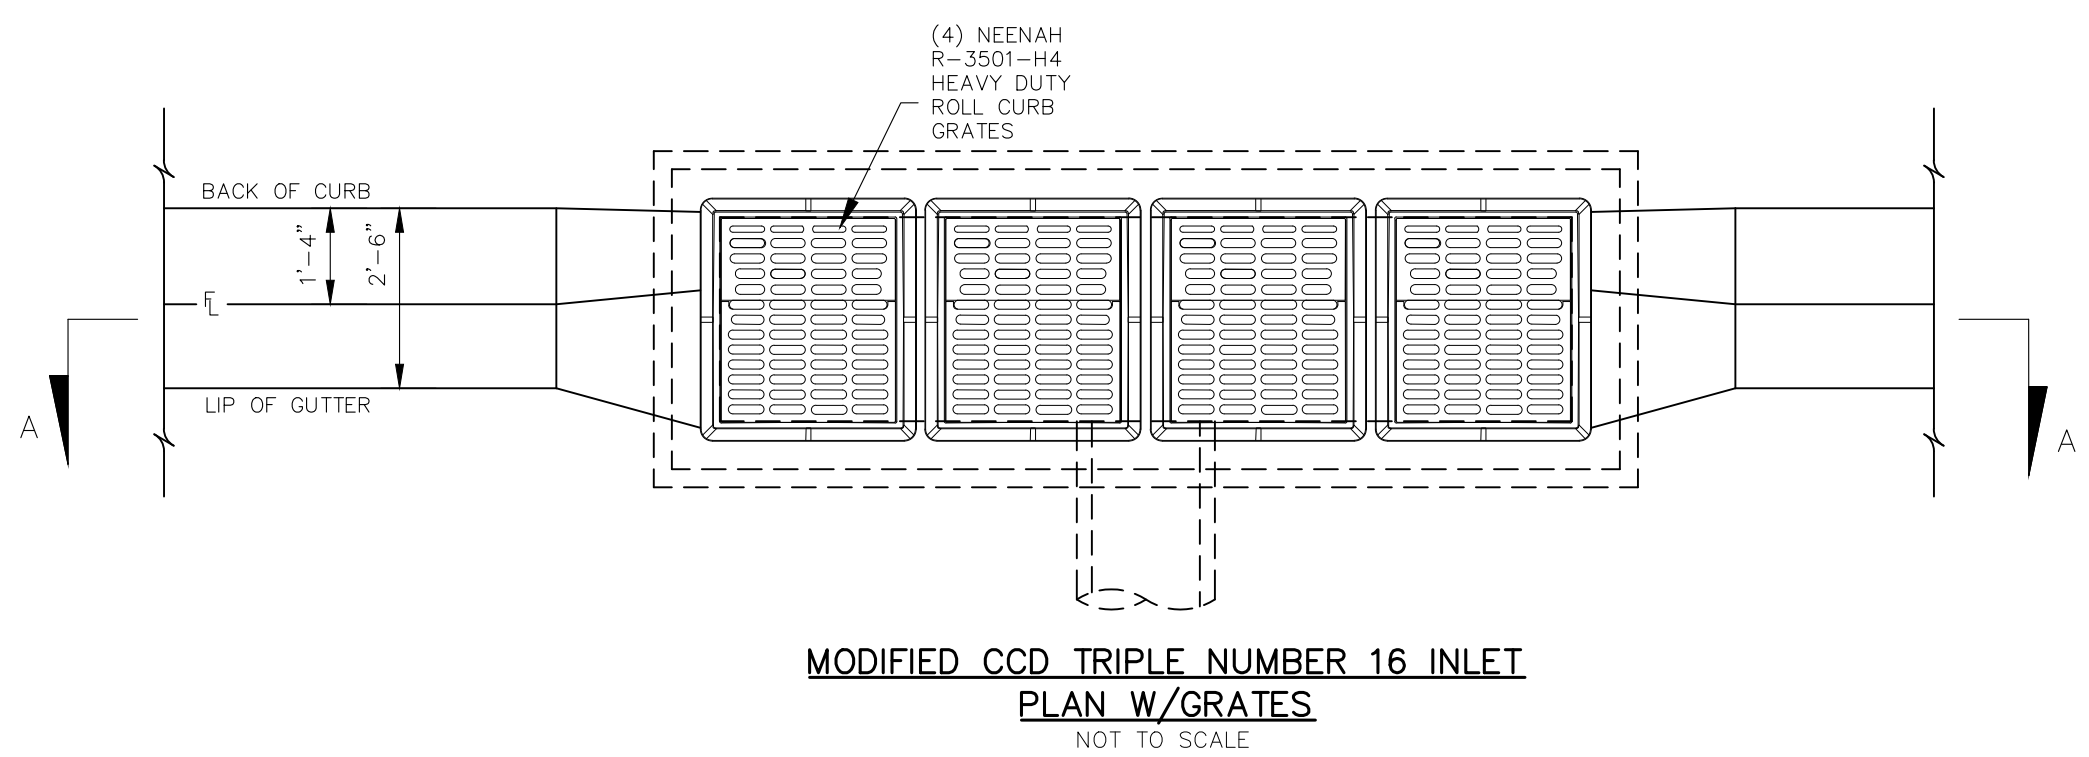 (4) NEENAH
R-3501-H4
HEAVY DUTY
ROLL CURB
GRATES
BACK OF CURB
1'-4"
2'-6"
FL
LIP OF GUTTER
A
A
MODIFIED CCD TRIPLE NUMBER 16 INLET
PLAN W/GRATES
NOT TO SCALE